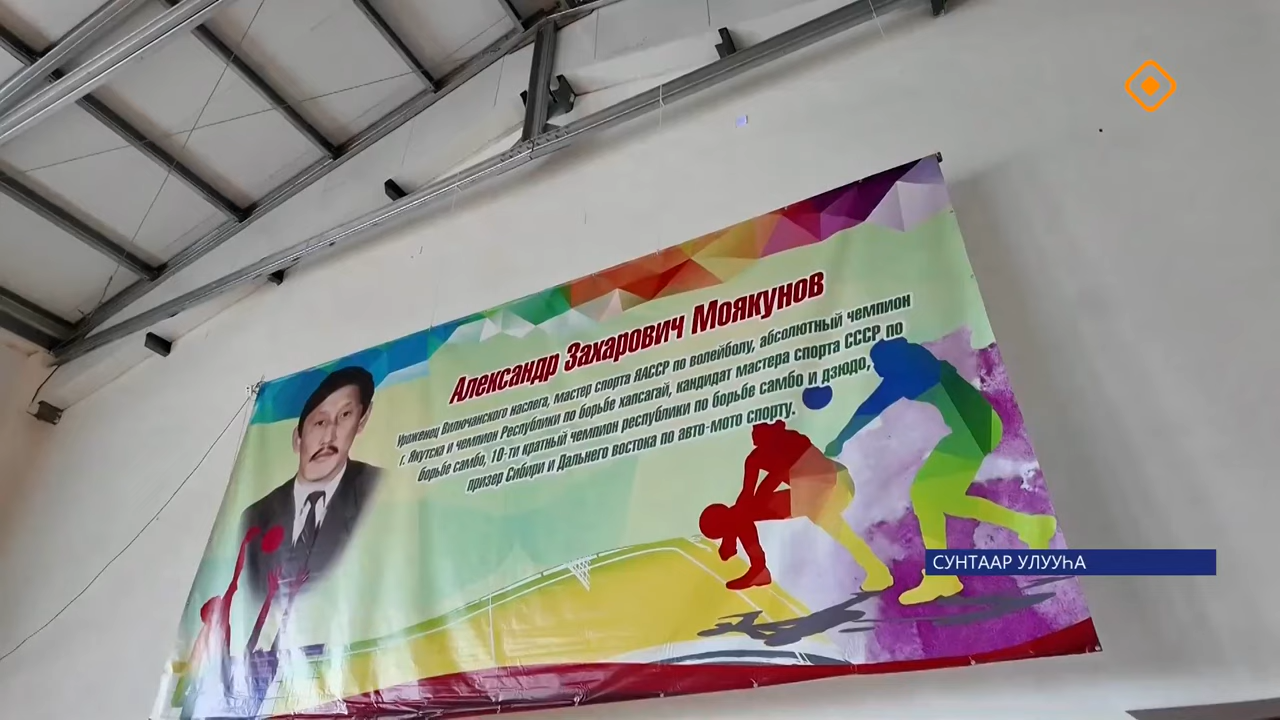 Александр Захарович Моякунов
Уроженец Вилючанского наслега, мастер спорта ЯАССР по волейболу, абсолютный чемпион
г. Якутска и чемпион Республики по борьбе хапсагай, кандидат мастера спорта СССР по
борьбе самбо, 10-ти кратный чемпион республики по борьбе самбо и дзюдо,
призер Сибири и Дальнего востока по авто-мото спорту.
СУНТААР УЛУУҺА